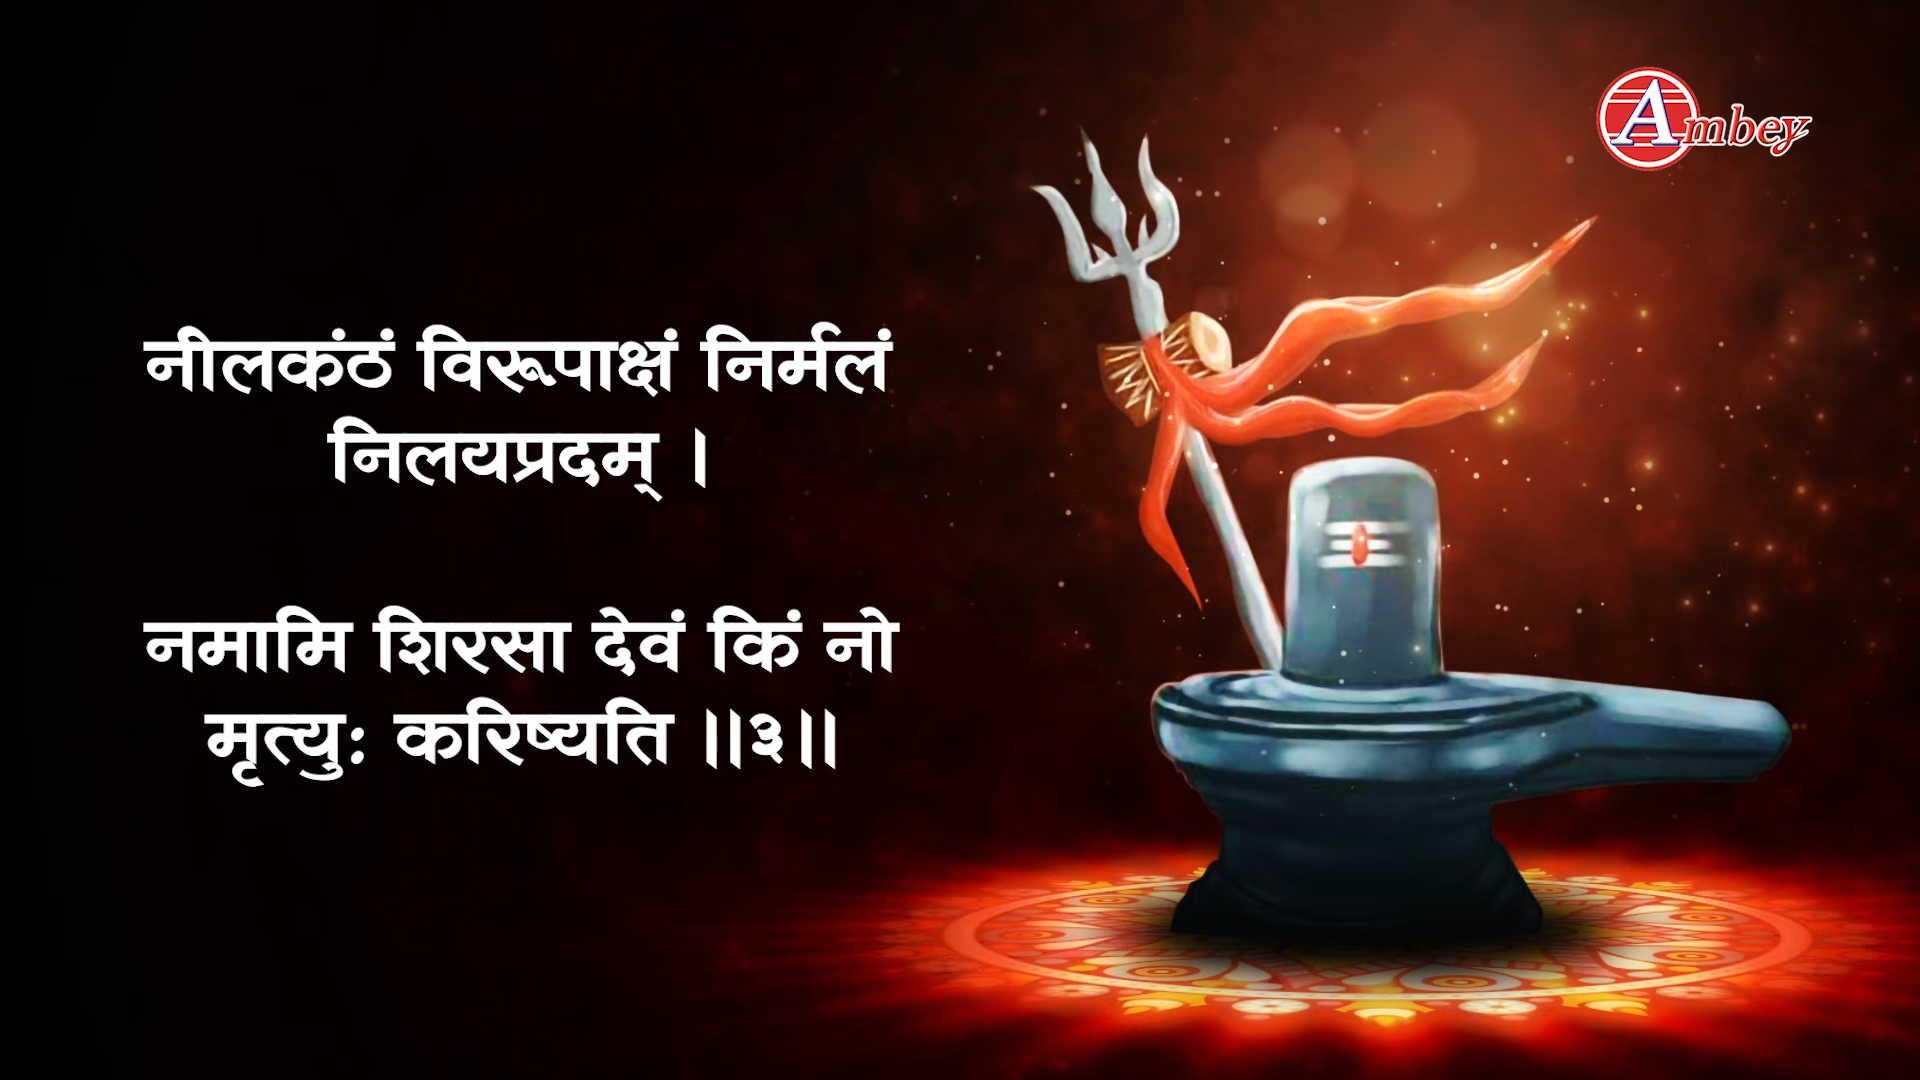 Ambey
नीलकंठं विरूपाक्षं निर्मलं
निलयप्रदम् ।
नमामि शिरसा देवं किं नो
मृत्युः करिष्यति ॥३॥